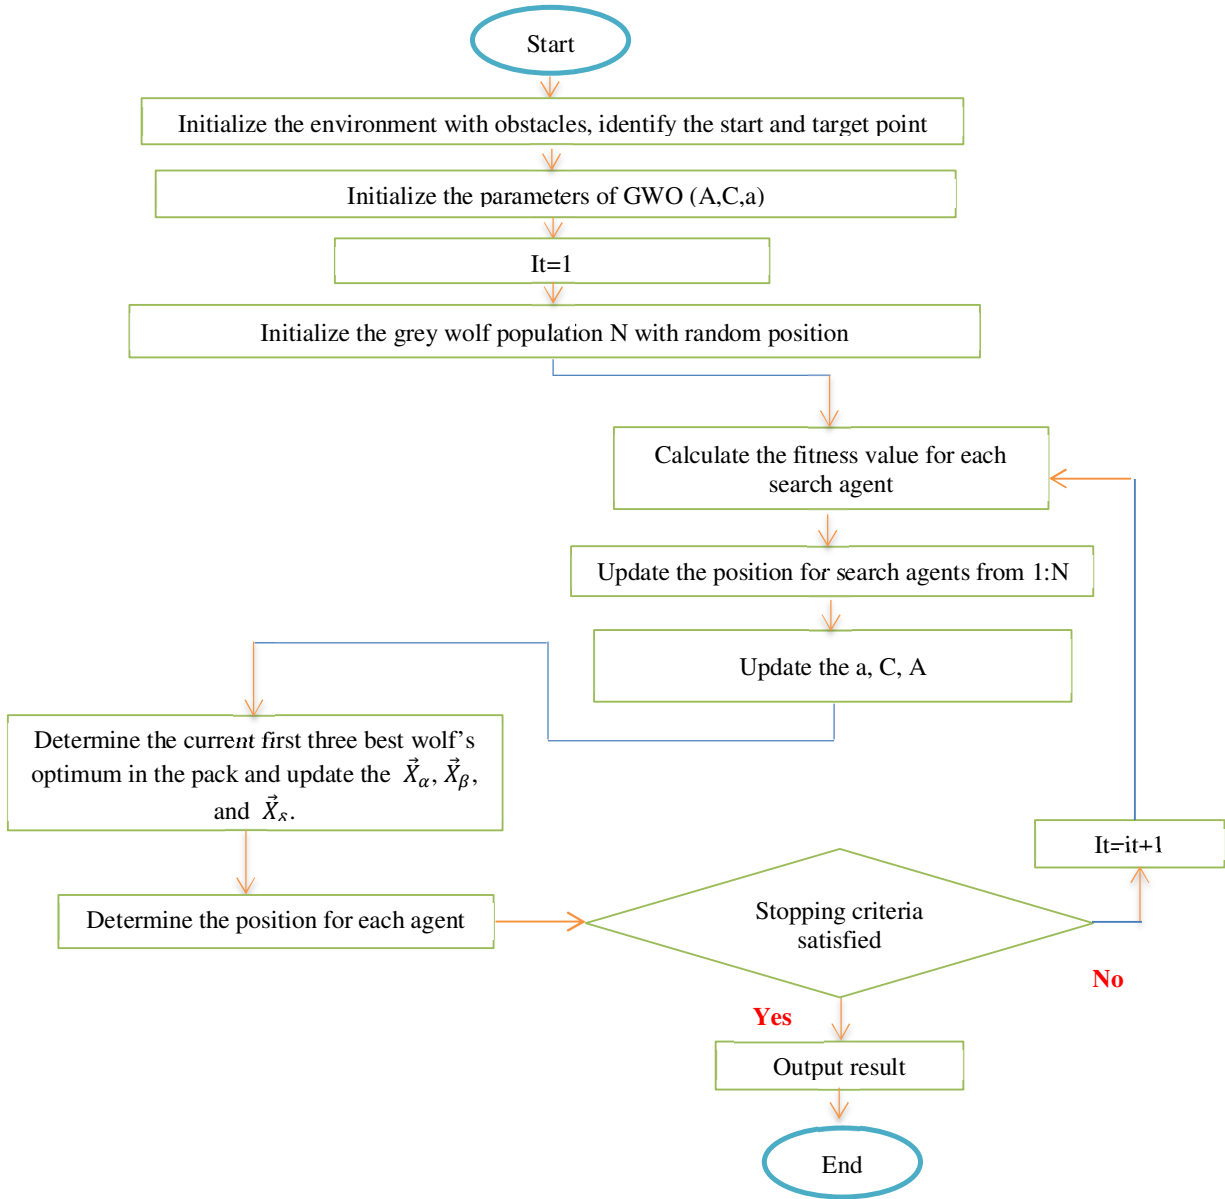 Start
Initialize the environment with obstacles, identify the start and target point
Initialize the parameters of GWO (A,C,a)
It=1
Initialize the grey wolf population N with random position
Calculate the fitness value for each
search agent
Update the position for search agents from 1:N
Update the a, C, A
Determine the current first three best wolf's
optimum in the pack and update the X⃗α, X⃗β,
and X⃗δ.
Determine the position for each agent
Stopping criteria
satisfied
It=it+1
No
Yes
Output result
End